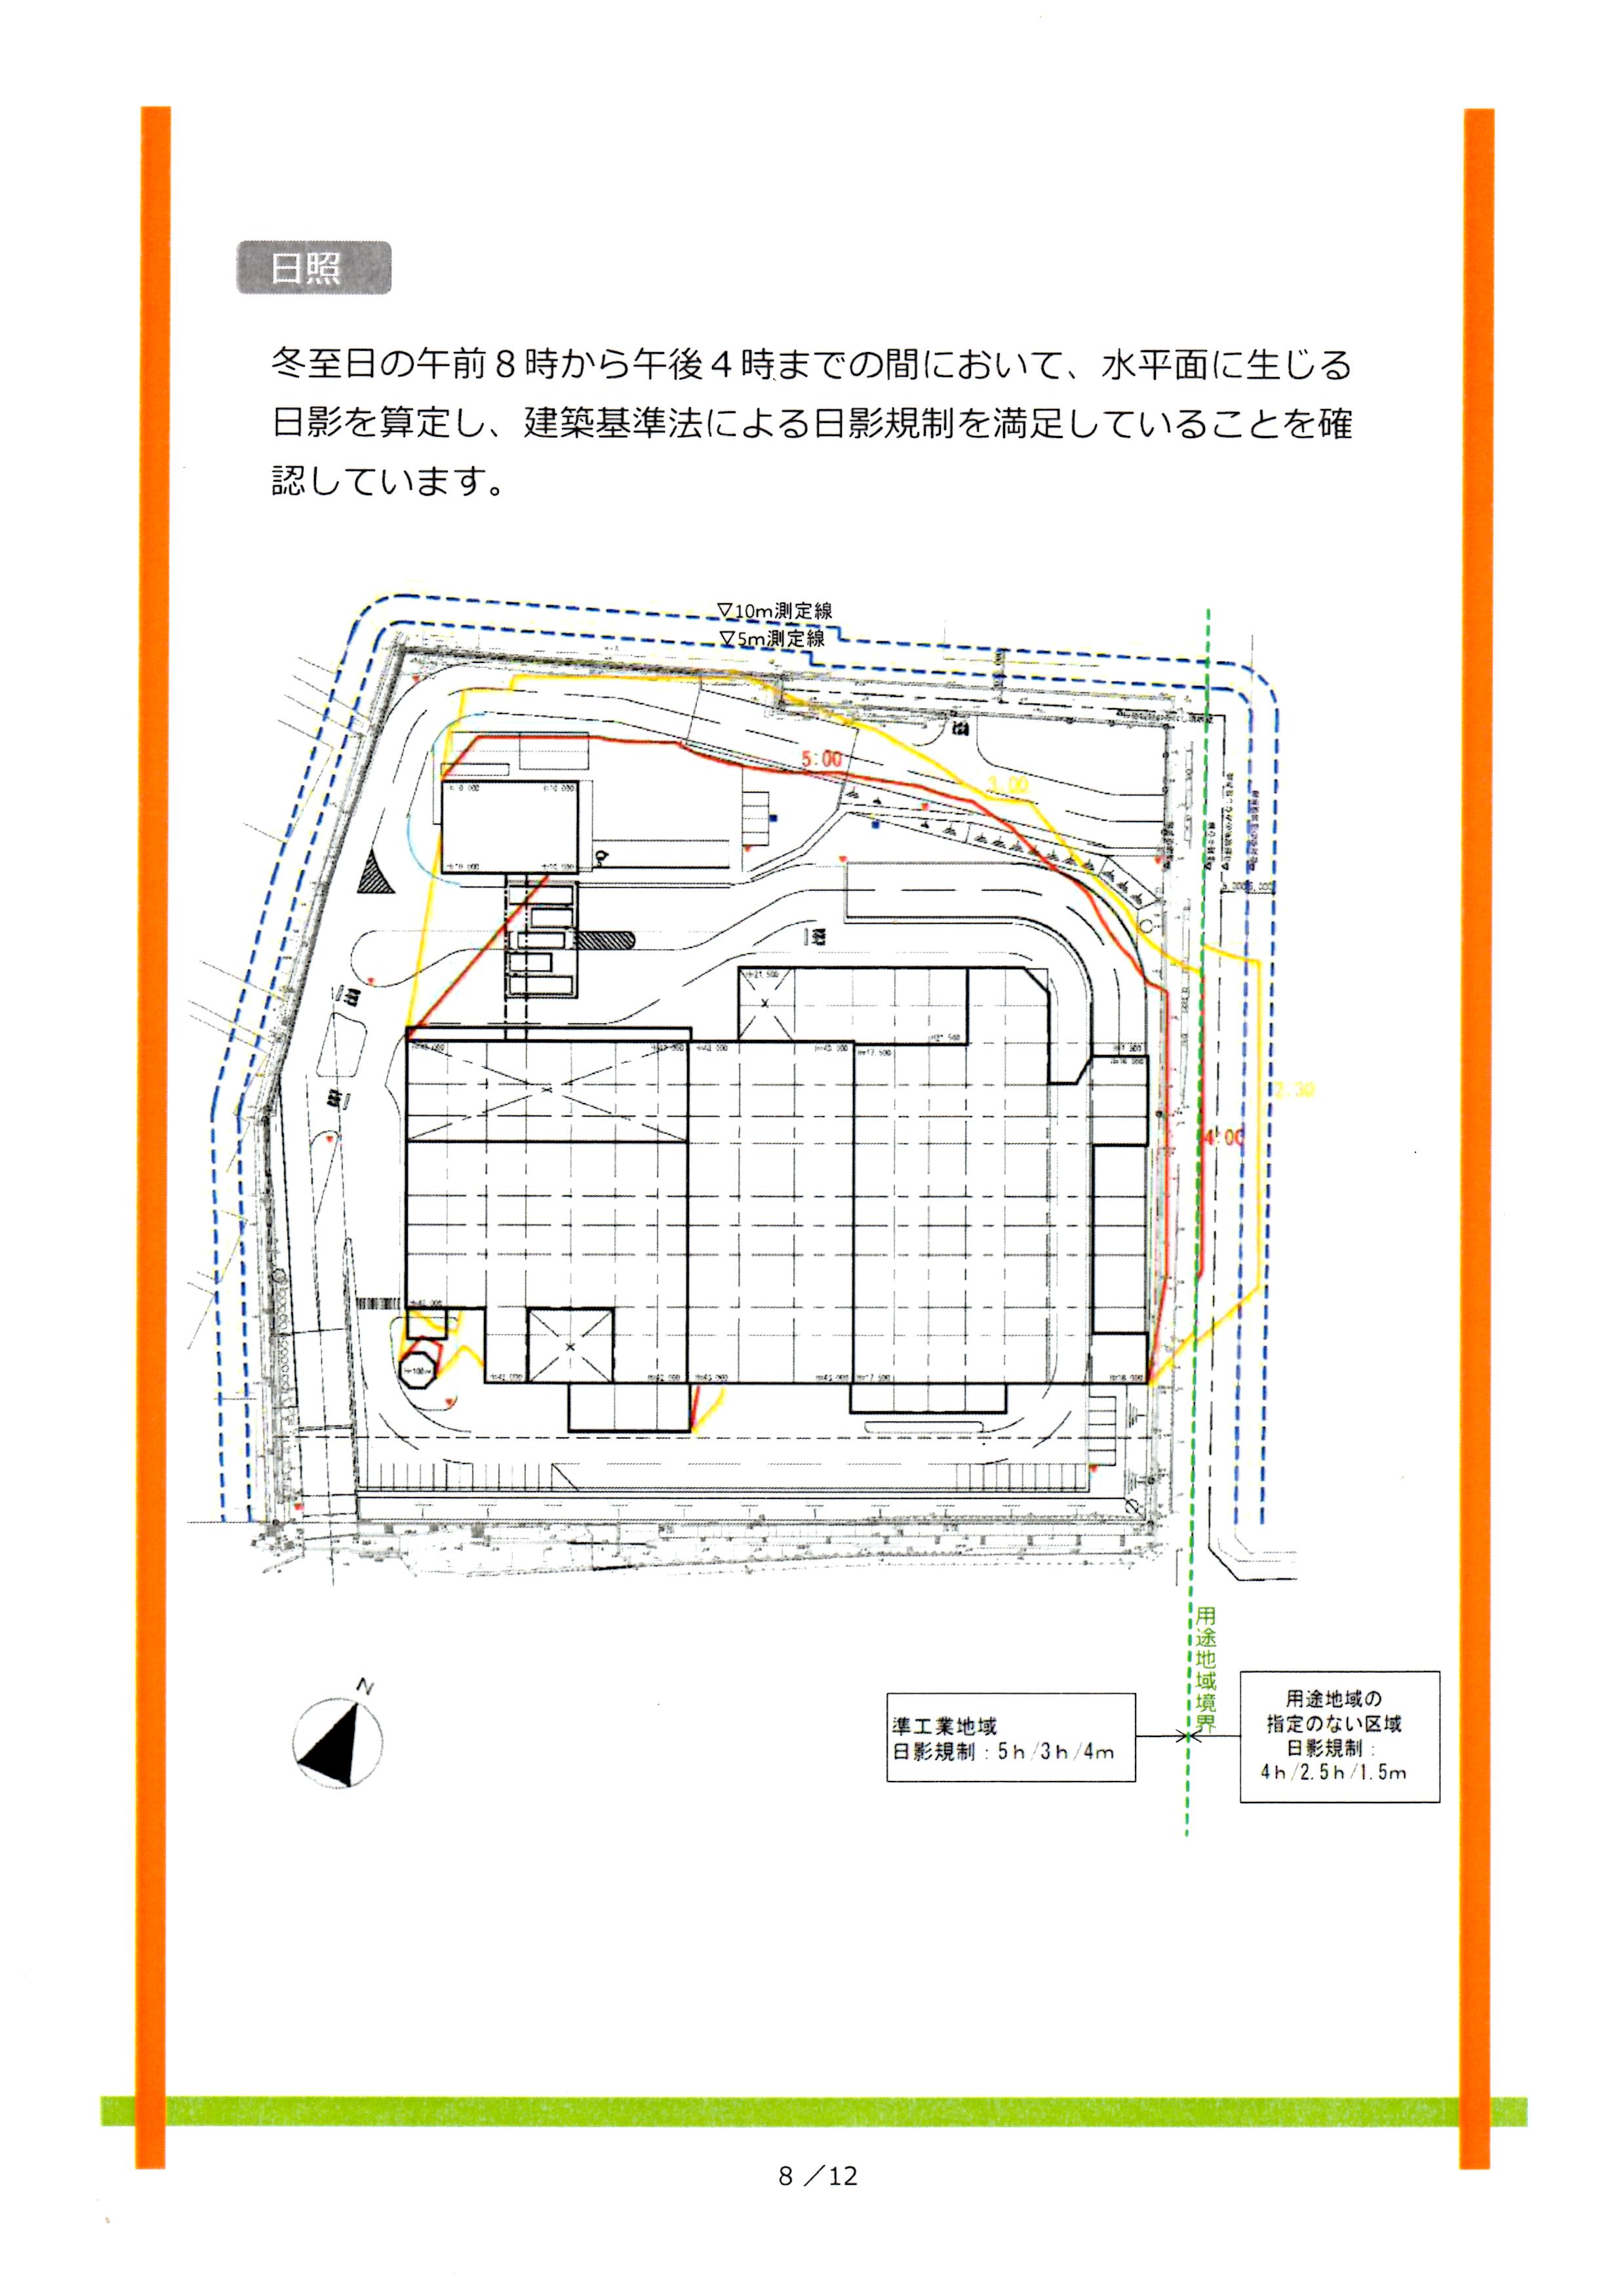 日照
冬至日の午前８時から午後４時までの間において、水平面に生じる
日影を算定し、建築基準法による日影規制を満足していることを確
認しています。
▽10m測定線
▽5m測定線
5:00
3:00
2:30
4:00
N
用途地域境界
準工業地域
日影規制：5ｈ/3ｈ/4ｍ
用途地域の
指定のない区域
日影規制：
4ｈ/2.5ｈ/1.5ｍ
8 ／12